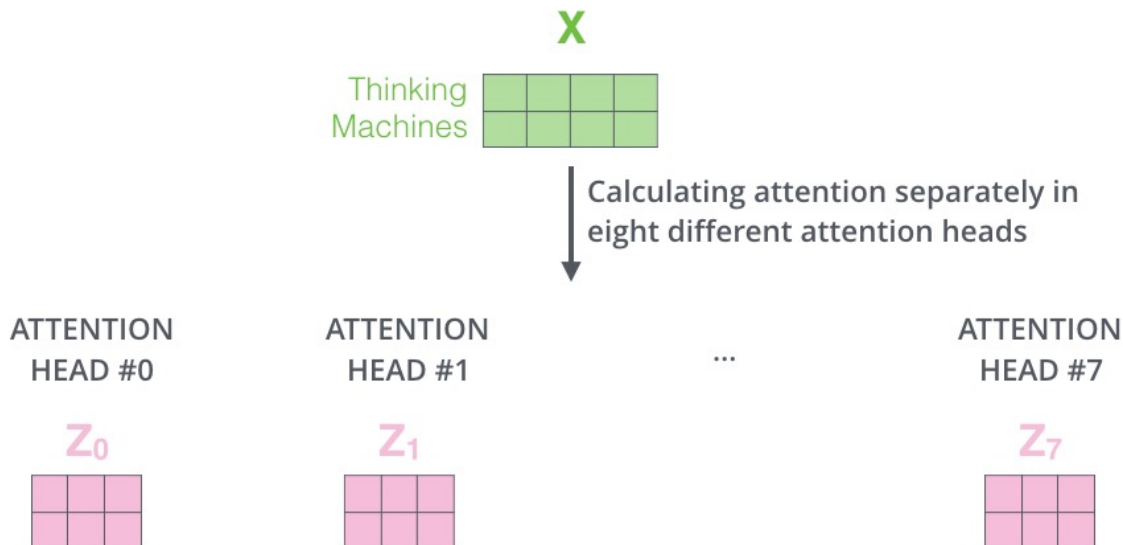 X
Thinking
Machines
Calculating attention separately in
eight different attention heads
ATTENTION
HEAD #0
ATTENTION
HEAD #1
...
ATTENTION
HEAD #7
Z0
Z1
Z7